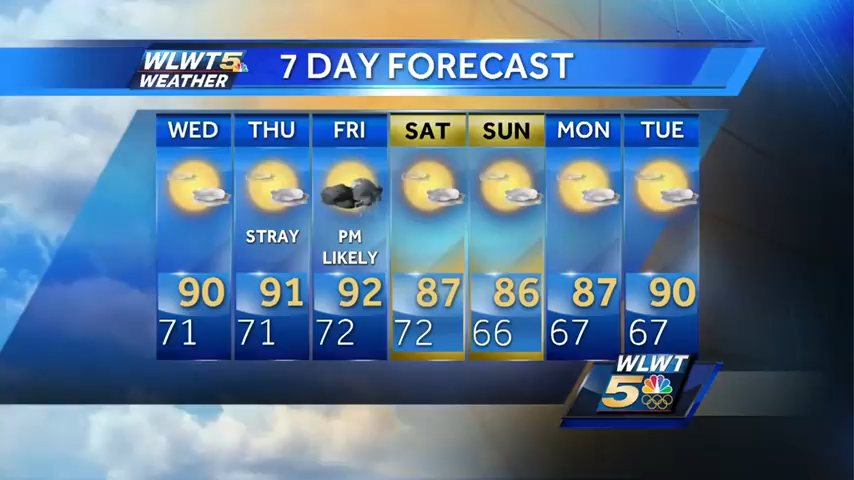 WLWT5
WEATHER
7 DAY FORECAST
WED THU FRI SAT SUN MON TUE
STRAY PM
LIKELY
90 91 92 87 86 87 90
71 71 72 72 66 67 67
WLWT
5